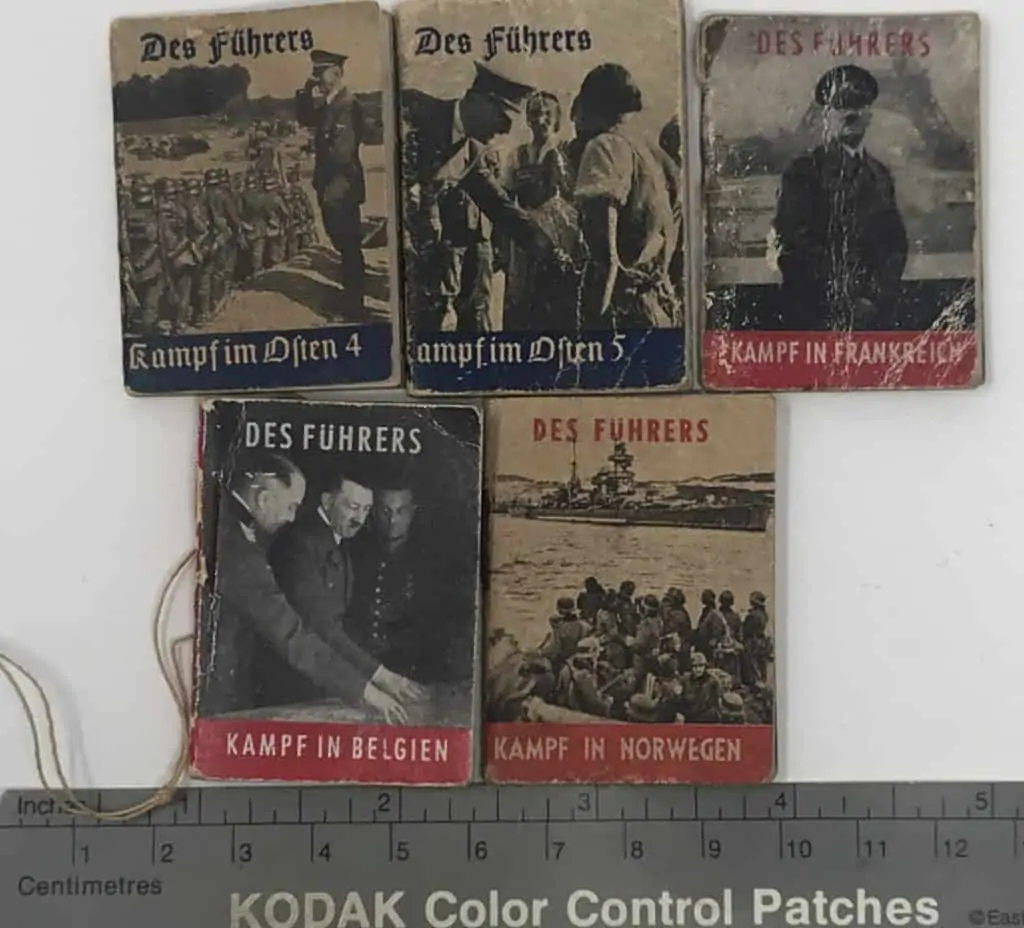 Des Führers
Kampf im Osten 4
Des Führers
ampf im Osten 5
DES FÜHRERS
KAMPF IN FRANKREICH
DES FÜHRERS
KAMPF IN BELGIEN
DES FÜHRERS
KAMPF IN NORWEGEN
Inches 1 2 3 4 5
1 2 3 4 5 6 7 8 9 10 11 12
Centimetres
KODAK Color Control Patches